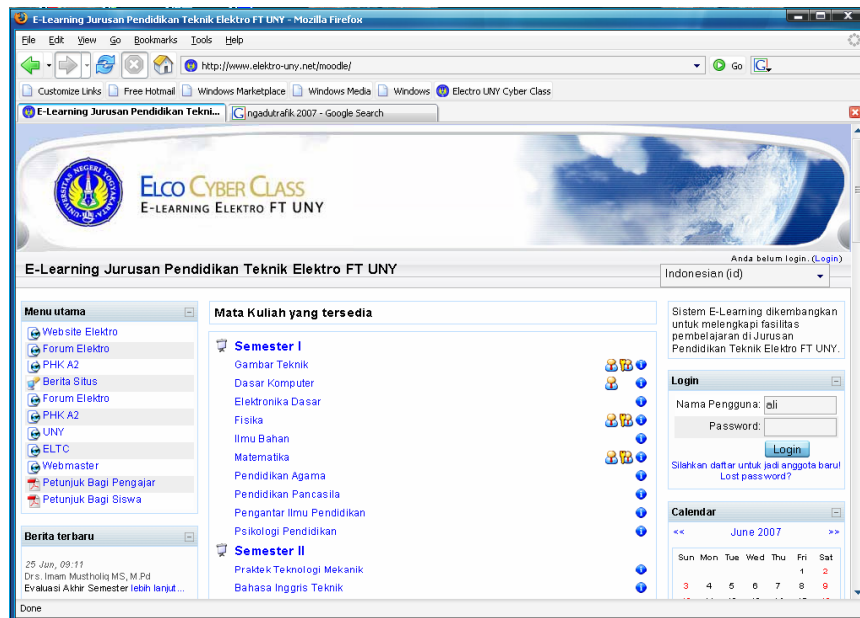 E-Learning Jurusan Pendidikan Teknik Elektro FT UNY - Mozilla Firefox
File Edit View Go Bookmarks Tools Help
http://www.elektro-uny.net/moodle/
Go
Customize Links Free Hotmail Windows Marketplace Windows Media Windows Electro UNY Cyber Class
E-Learning Jurusan Pendidikan Tekni... ngadutrafik 2007 - Google Search
ELCO CYBER CLASS
E-LEARNING ELEKTRO FT UNY
Anda belum login. (Login)
E-Learning Jurusan Pendidikan Teknik Elektro FT UNY
Indonesian (id)
Menu utama
Website Elektro
Forum Elektro
PHK A2
Berita Situs
Forum Elektro
PHK A2
UNY
ELTC
Webmaster
Petunjuk Bagi Pengajar
Petunjuk Bagi Siswa
Berita terbaru
25 Jun, 09:11
Drs. Imam Mustholiq MS, M.Pd
Evaluasi Akhir Semester lebih lanjut...
Mata Kuliah yang tersedia
Semester I
Gambar Teknik
Dasar Komputer
Elektronika Dasar
Fisika
Ilmu Bahan
Matematika
Pendidikan Agama
Pendidikan Pancasila
Pengantar Ilmu Pendidikan
Psikologi Pendidikan
Semester II
Praktek Teknologi Mekanik
Bahasa Inggris Teknik
Sistem E-Learning dikembangkan
untuk melengkapi fasilitas
pembelajaran di Jurusan
Pendidikan Teknik Elektro FT UNY.
Login
Nama Pengguna: ali
Password:
Login
Silahkan daftar untuk jadi anggota baru!
Lost password?
Calendar
<< June 2007 >>
Sun Mon Tue Wed Thu Fri Sat
1 2
3 4 5 6 7 8 9
Done